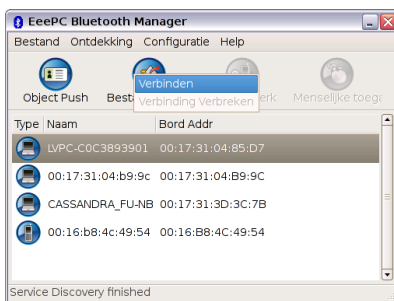 EeePC Bluetooth Manager
Bestand Ontdekking Configuratie Help
Verbinden
Verbinding Verbreken
Object Push Besta erk Menselijke toega
Type Naam Bord Addr
LVPC-C0C3893901 00:17:31:04:85:D7
00:17:31:04:b9:9c 00:17:31:04:B9:9C
CASSANDRA_FU-NB 00:17:31:3D:3C:7B
00:16:b8:4c:49:54 00:16:B8:4C:49:54
Service Discovery finished